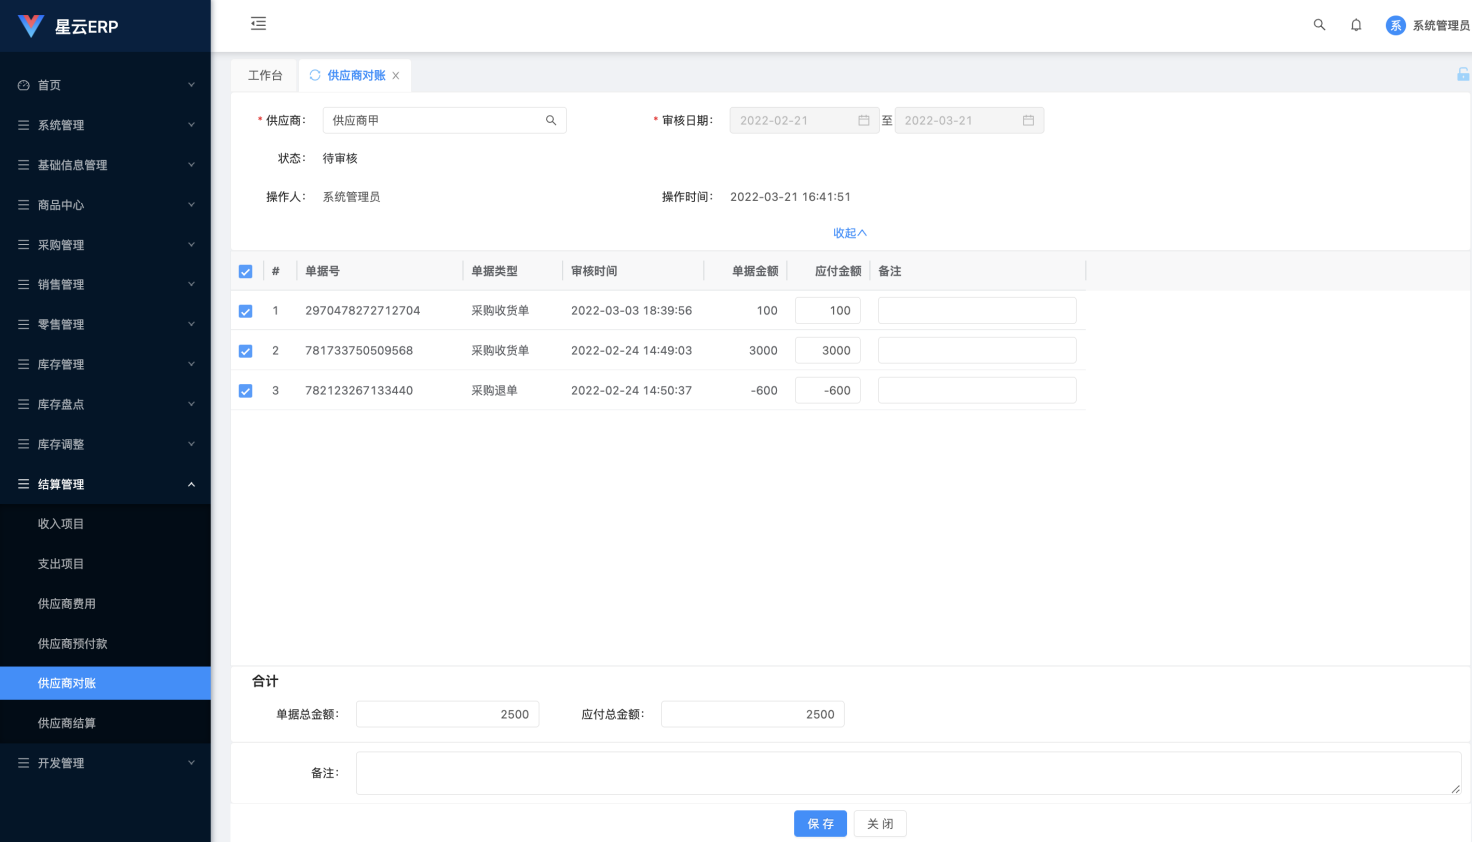 星云ERP
系 系统管理员
首页
系统管理
基础信息管理
商品中心
采购管理
销售管理
零售管理
库存管理
库存盘点
库存调整
结算管理
收入项目
支出项目
供应商费用
供应商预付款
供应商对账
供应商结算
开发管理
工作台 供应商对账
* 供应商: 供应商甲 * 审核日期: 2022-02-21 至 2022-03-21
状态: 待审核
操作人: 系统管理员 操作时间: 2022-03-21 16:41:51
收起
# 单据号 单据类型 审核时间 单据金额 应付金额 备注
1 2970478272712704 采购收货单 2022-03-03 18:39:56 100 100
2 781733750509568 采购收货单 2022-02-24 14:49:03 3000 3000
3 782123267133440 采购退单 2022-02-24 14:50:37 -600 -600
合计
单据总金额: 2500 应付总金额: 2500
备注:
保 存 关 闭